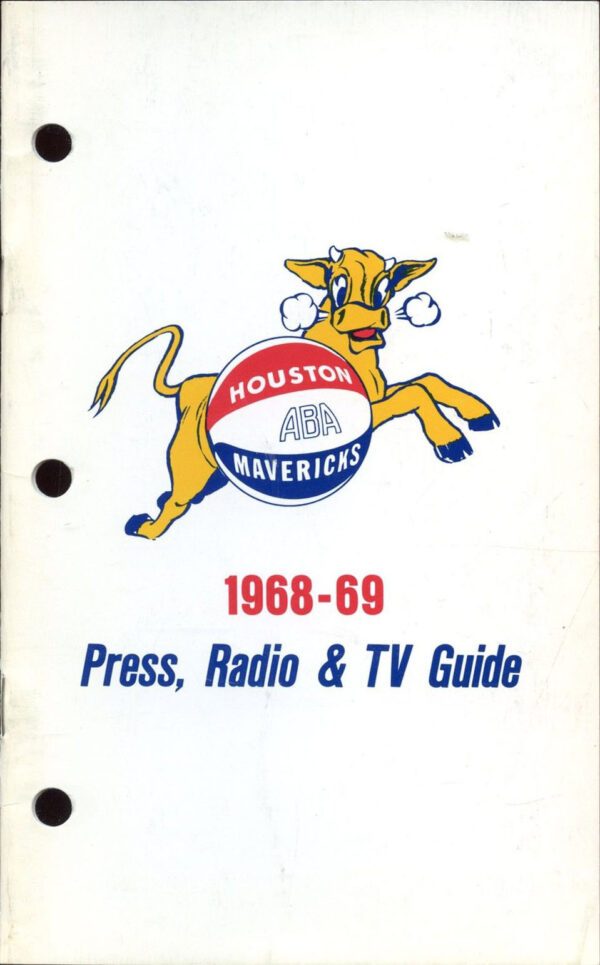 HOUSTON
ABA
MAVERICKS
1968-69
Press, Radio & TV Guide